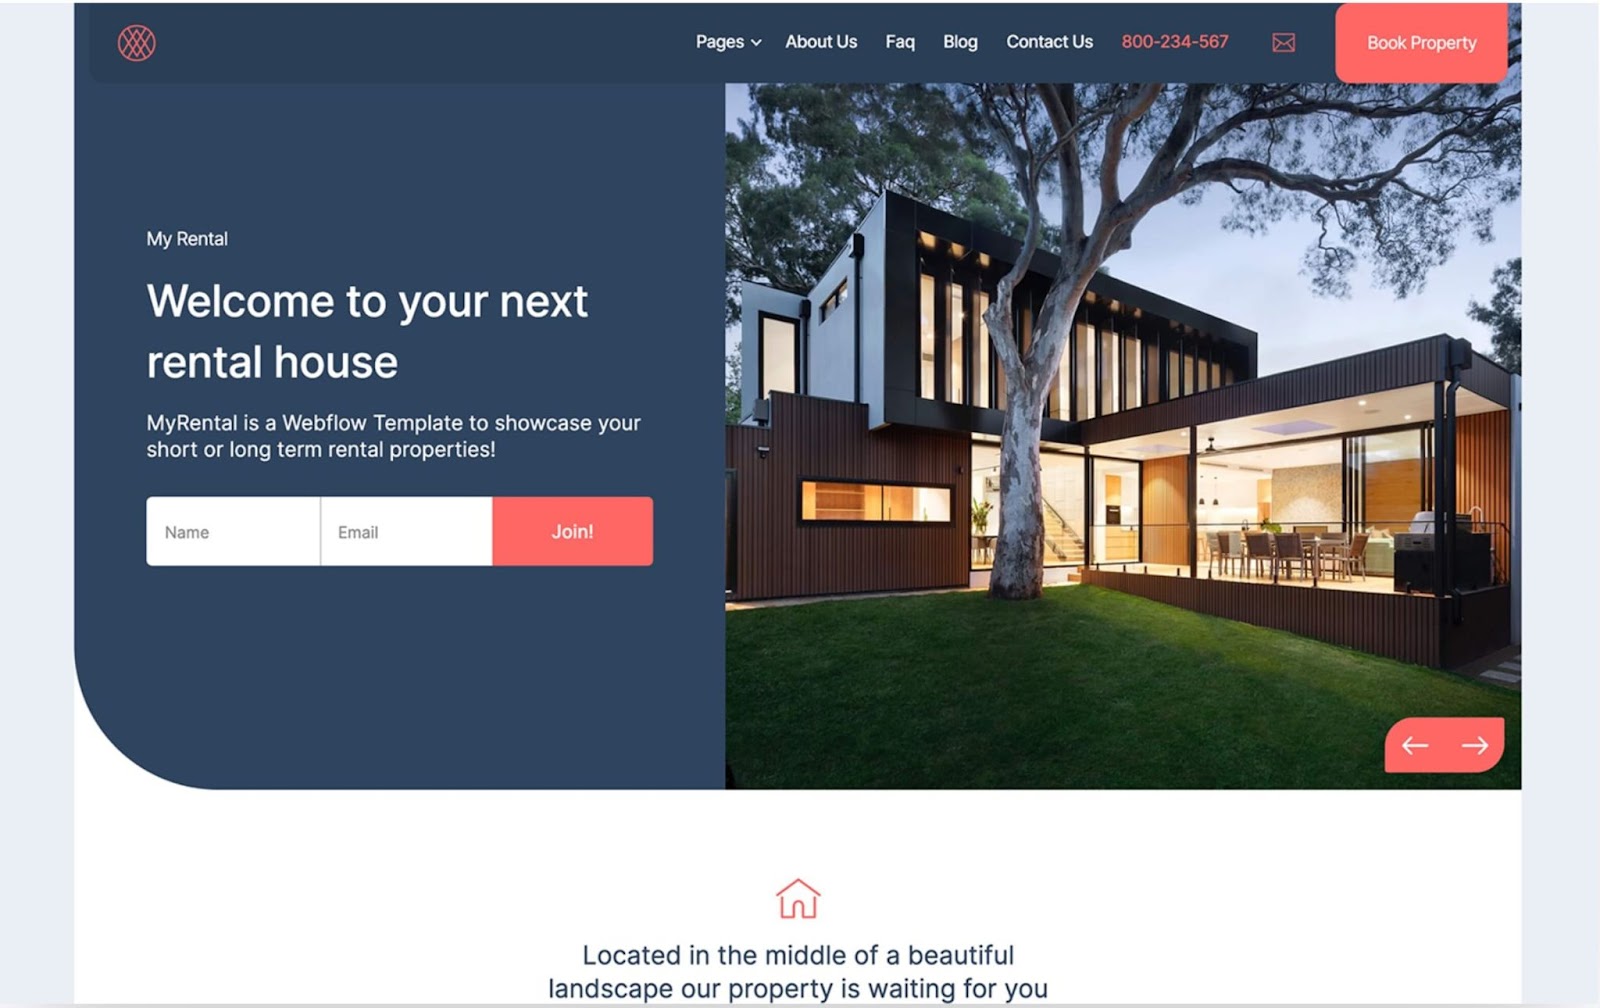 Pages About Us Faq Blog Contact Us 800-234-567 Book Property
My Rental
Welcome to your next
rental house
MyRental is a Webflow Template to showcase your
short or long term rental properties!
Name Email Join!
Located in the middle of a beautiful
landscape our property is waiting for you